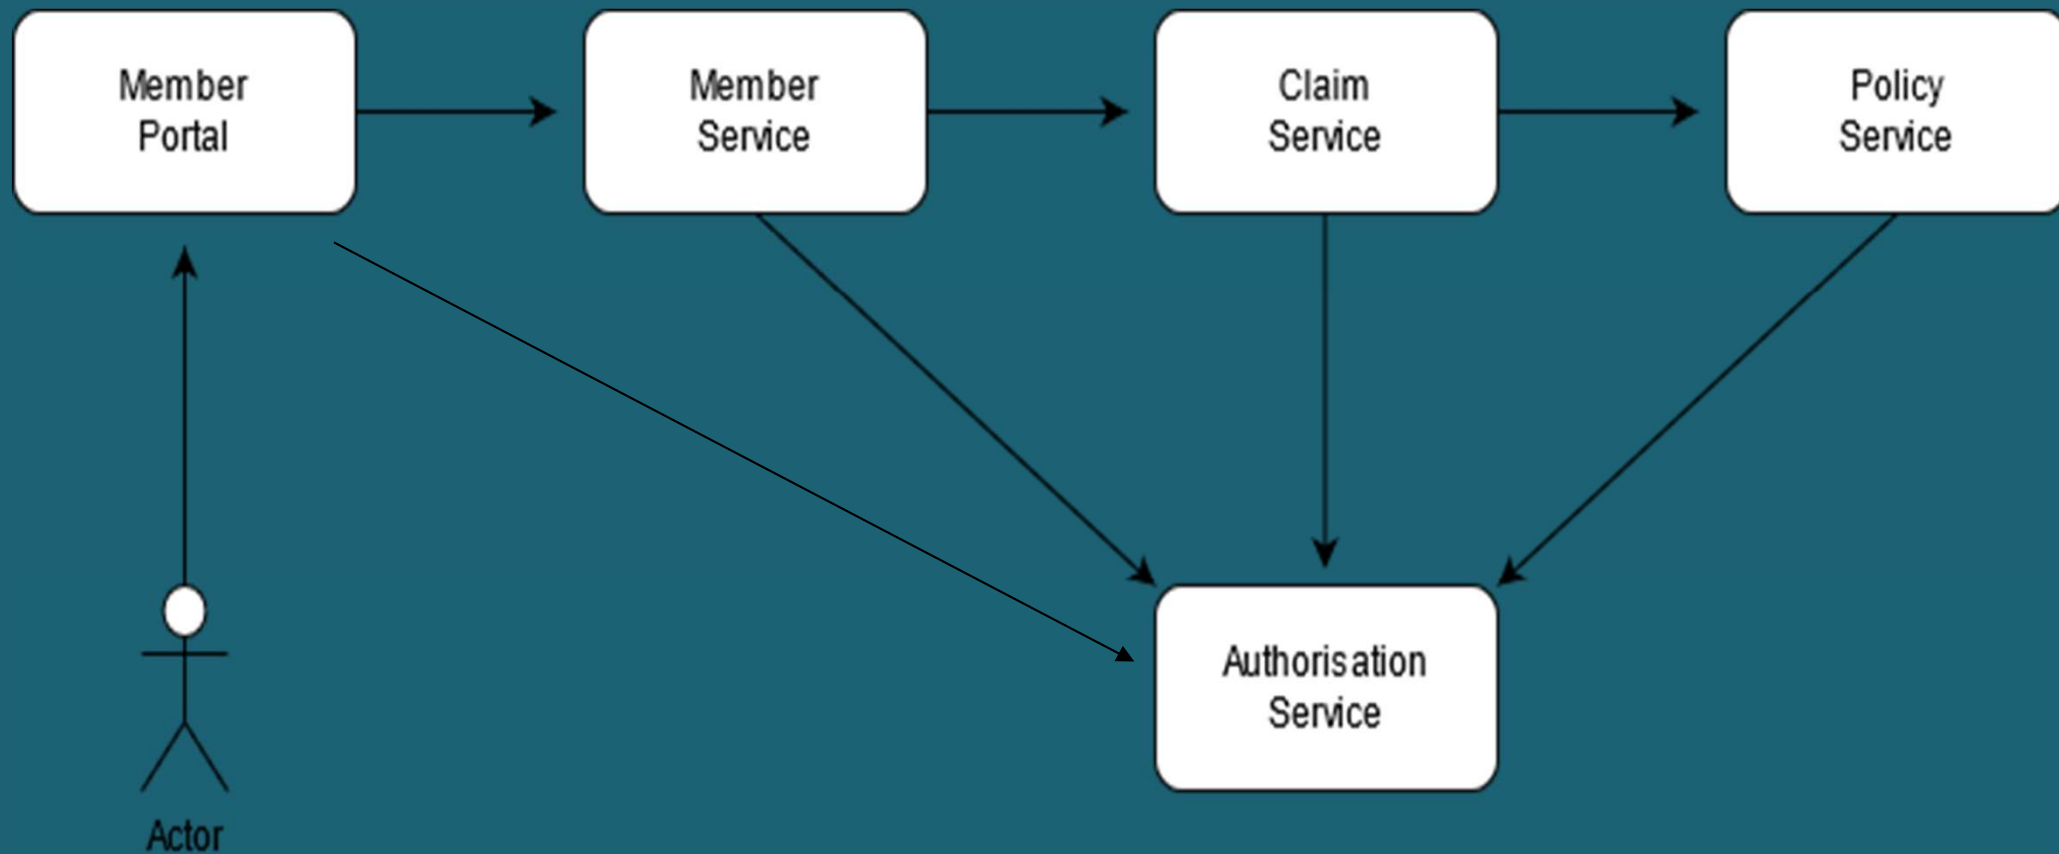 Member
Portal
Member
Service
Claim
Service
Policy
Service
Authorisation
Service
Actor